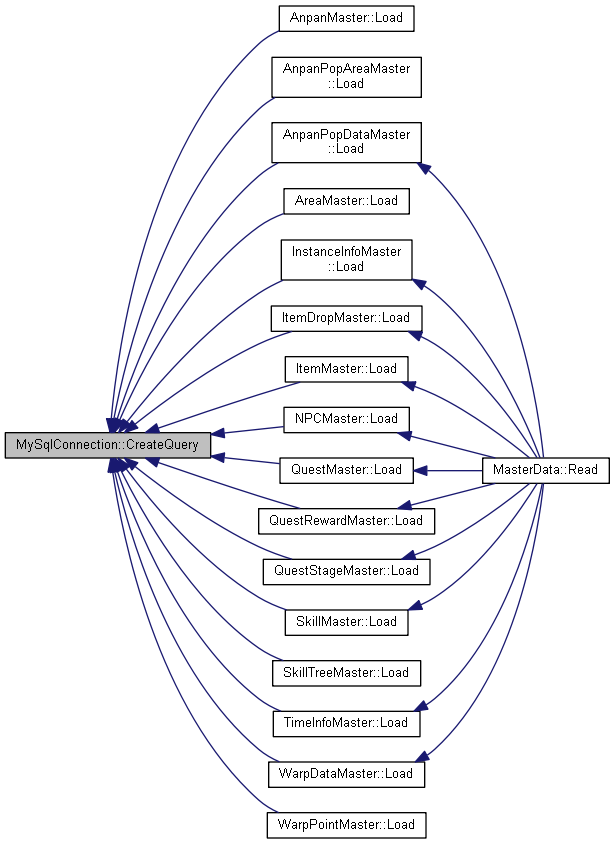 AnpanMaster::Load
AnpanPopAreaMaster
::Load
AnpanPopDataMaster
::Load
AreaMaster::Load
InstanceInfoMaster
::Load
ItemDropMaster::Load
ItemMaster::Load
NPCMaster::Load
MySqlConnection::CreateQuery
QuestMaster::Load
MasterData::Read
QuestRewardMaster::Load
QuestStageMaster::Load
SkillMaster::Load
SkillTreeMaster::Load
TimeInfoMaster::Load
WarpDataMaster::Load
WarpPointMaster::Load